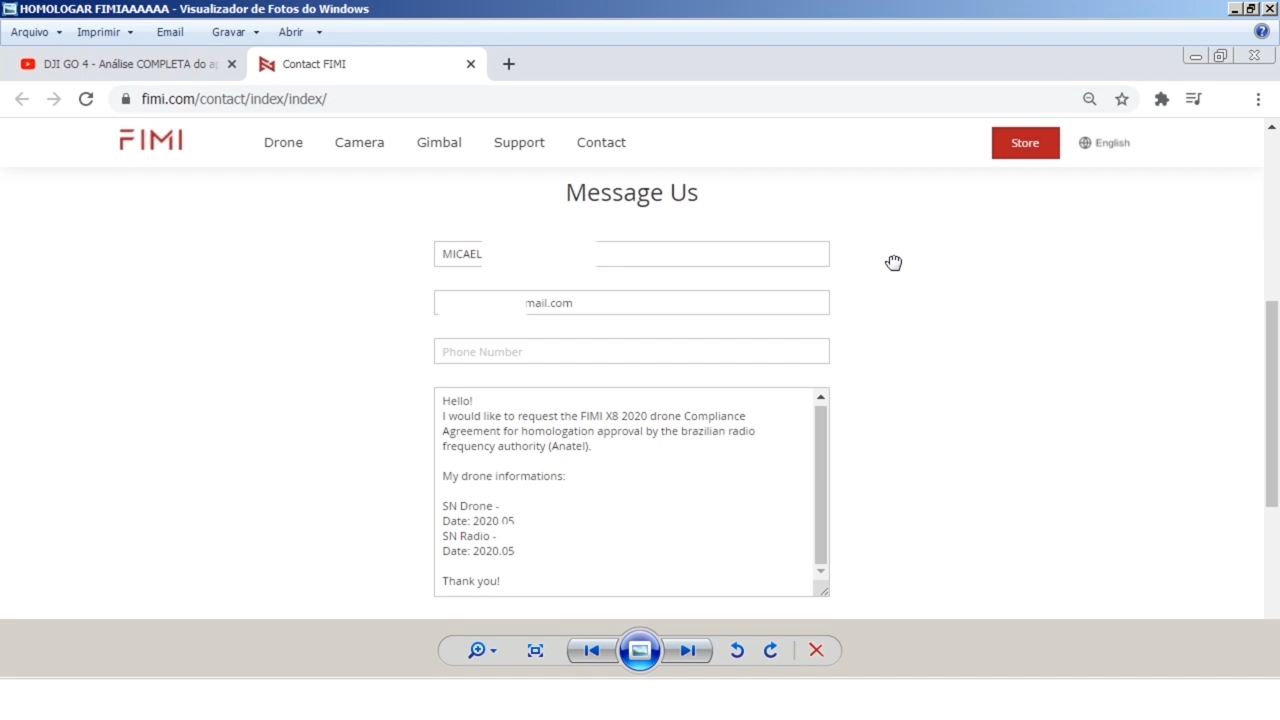 HOMOLOGAR FIMIAAAAAA - Visualizador de Fotos do Windows
Arquivo Imprimir Email Gravar Abrir
DJI GO 4 - Análise COMPLETA do Contact FIMI
fimi.com/contact/index/index/
FIMI Drone Camera Gimbal Support Contact Store English
Message Us
MICAEL
mail.com
Phone Number
Hello!
I would like to request the FIMI X8 2020 drone Compliance
Agreement for homologation approval by the brazilian radio
frequency authority (Anatel).
My drone informations:
SN Drone -
Date: 2020.05
SN Radio -
Date: 2020.05
Thank you!